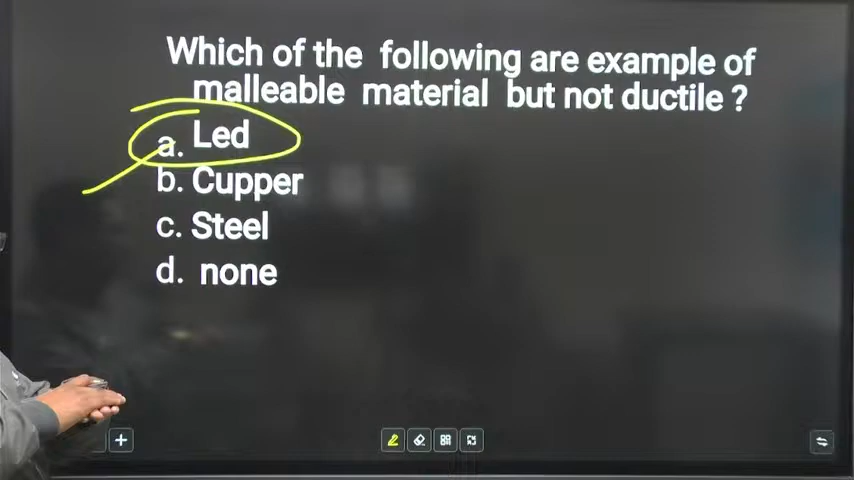 Which of the following are example of
malleable material but not ductile ?
a. Led
b. Cupper
c. Steel
d. none